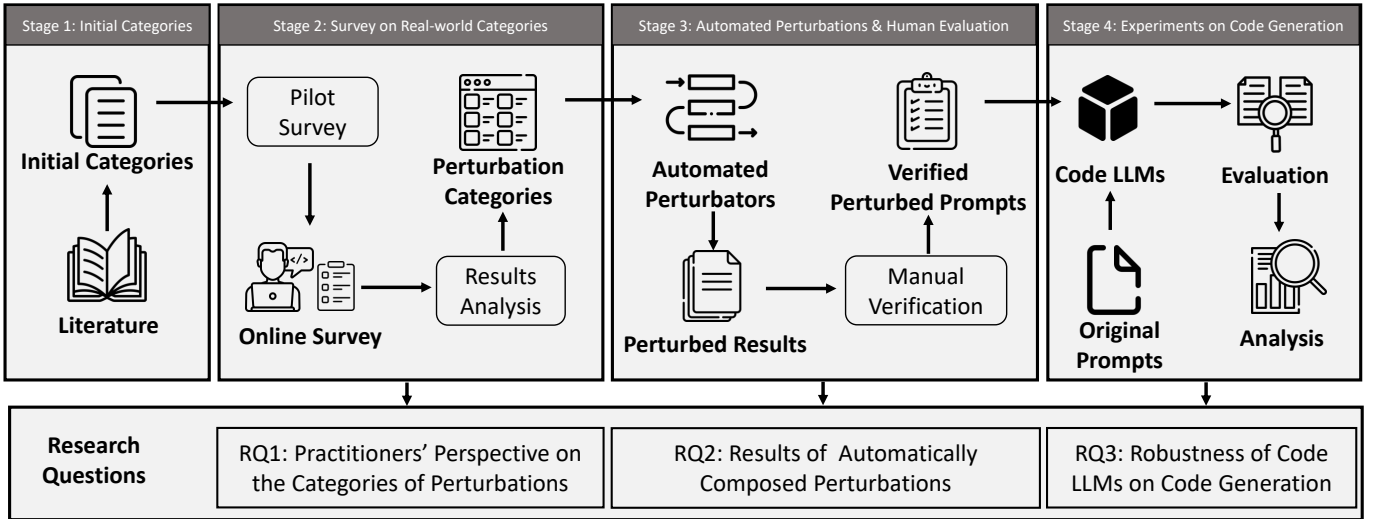 Stage 1: Initial Categories
Stage 2: Survey on Real-world Categories
Stage 3: Automated Perturbations & Human Evaluation
Stage 4: Experiments on Code Generation
Initial Categories
Literature
Pilot
Survey
Perturbation
Categories
</>
Online Survey
Results
Analysis
Automated
Perturbators
Verified
Perturbed Prompts
Perturbed Results
Manual
Verification
Code LLMs
Evaluation
Original
Prompts
Analysis
Research
Questions
RQ1: Practitioners’ Perspective on
the Categories of Perturbations
RQ2: Results of Automatically
Composed Perturbations
RQ3: Robustness of Code
LLMs on Code Generation